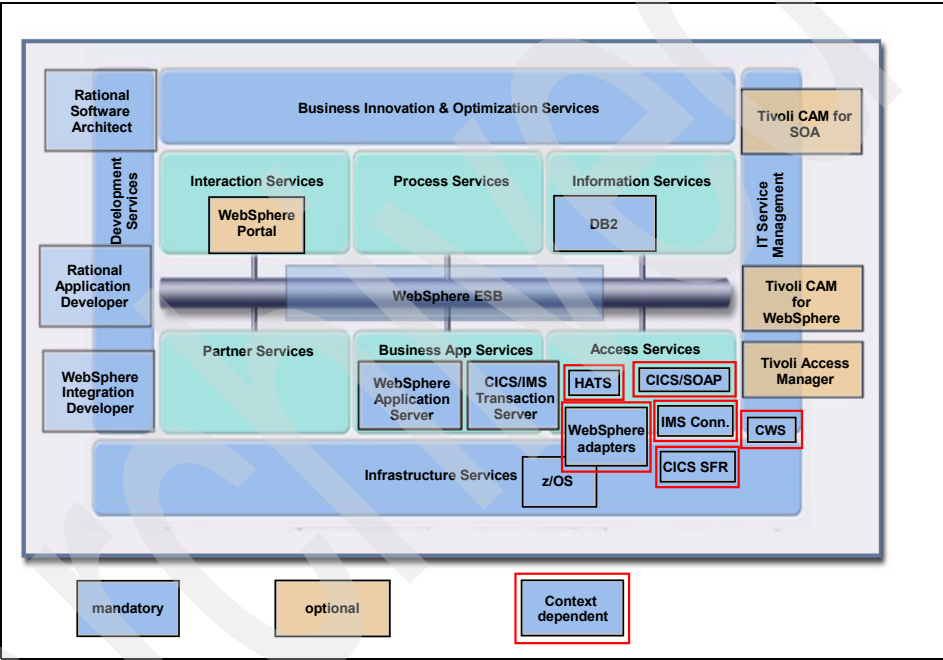 Rational
Software
Architect
Business Innovation & Optimization Services
Tivoli CAM for
SOA
Development
Services
Interaction Services
Process Services
Information Services
IT Service
Management
WebSphere
Portal
DB2
Rational
Application
Developer
WebSphere ESB
Tivoli CAM
for
WebSphere
Partner Services
Business App Services
Access Services
WebSphere
Integration
Developer
WebSphere
Application
Server
CICS/IMS
Transaction
Server
HATS
CICS/SOAP
Tivoli Access
Manager
WebSphere
adapters
IMS Conn.
CWS
CICS SFR
Infrastructure Services
z/OS
mandatory
optional
Context
dependent